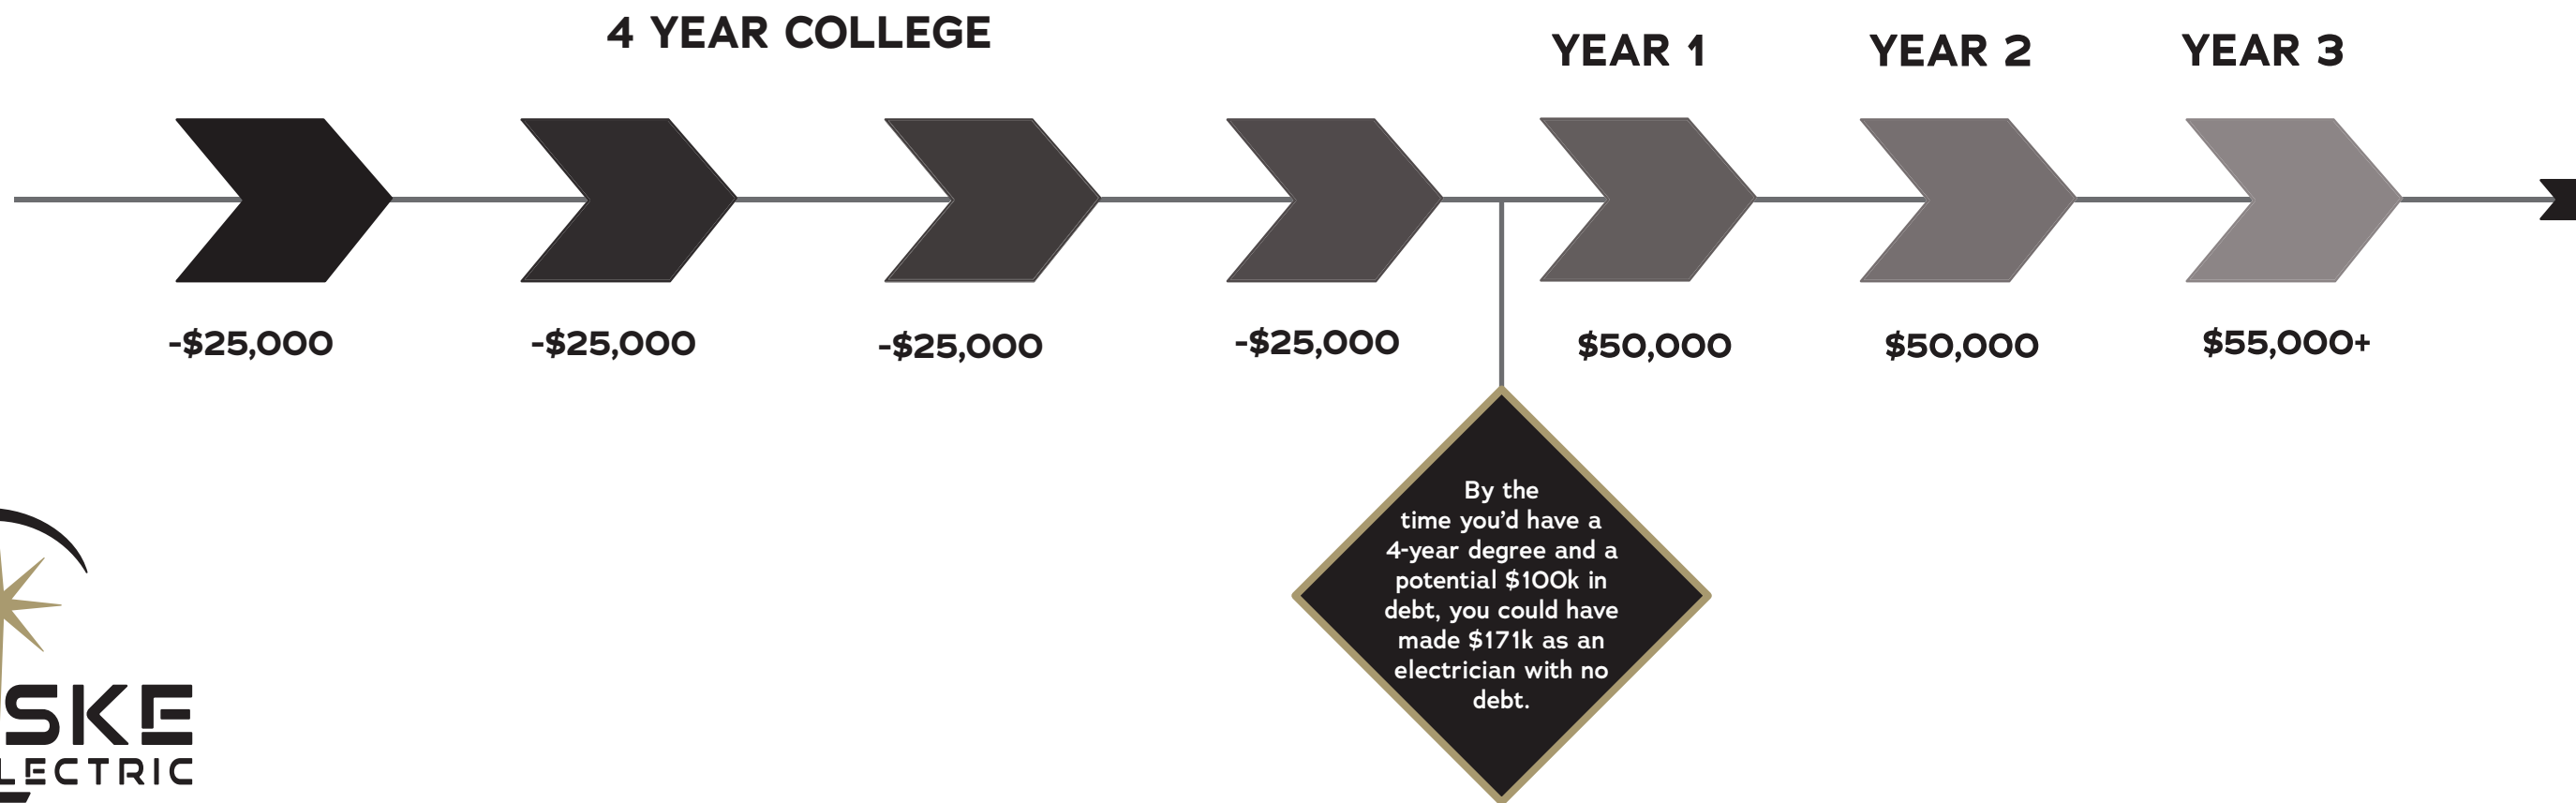 4 YEAR COLLEGE
YEAR 1 YEAR 2 YEAR 3
-$25,000 -$25,000 -$25,000 -$25,000 $50,000 $50,000 $55,000+
By the
time you’d have a
4-year degree and a
potential $100k in
debt, you could have
made $171k as an
electrician with no
debt.
SKE
LECTRIC